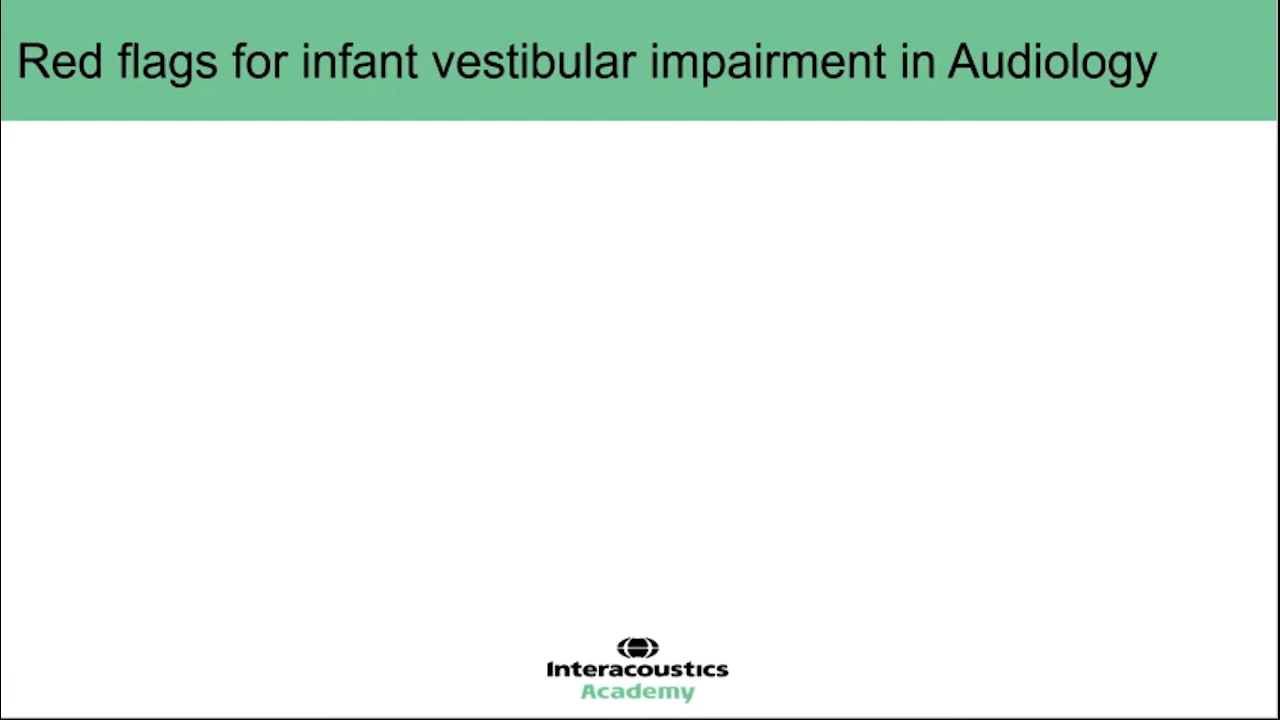 Red flags for infant vestibular impairment in Audiology
Interacoustics
Academy